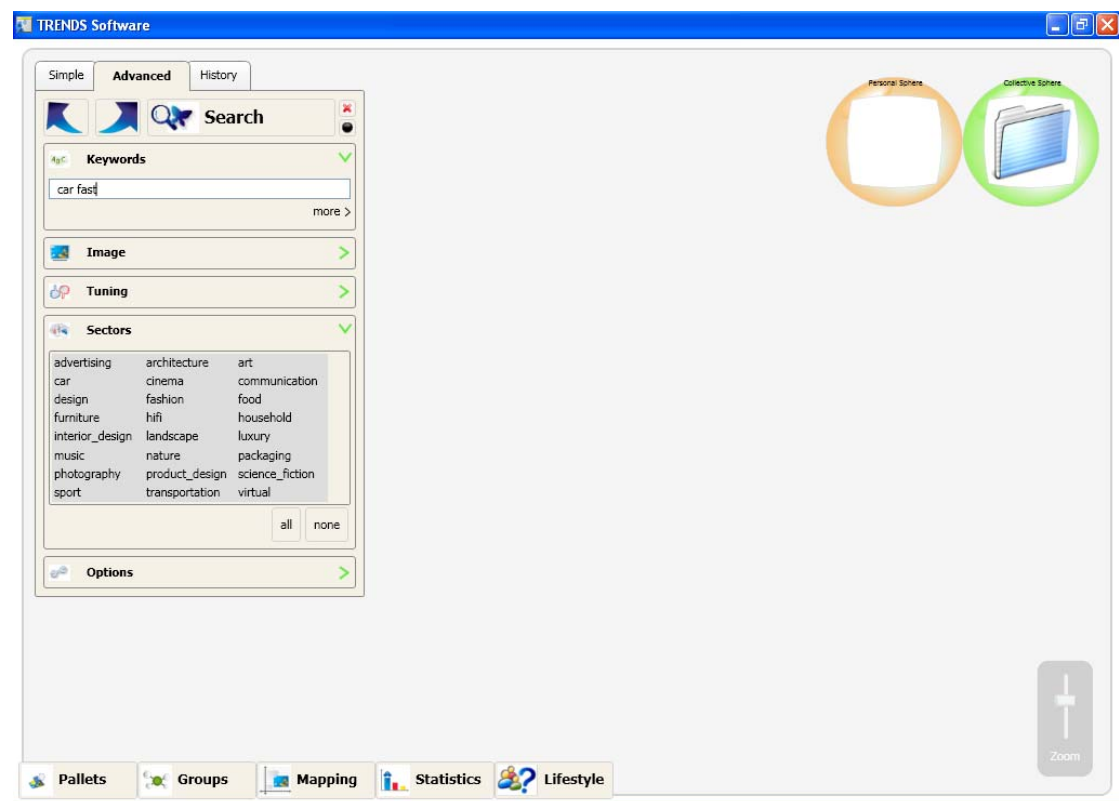 TRENDS Software
Simple Advanced History
Personal Sphere Collective Sphere
Search
Keywords
car fast
more >
Image
Tuning
Sectors
advertising architecture art
car cinema communication
design fashion food
furniture hifi household
interior_design landscape luxury
music nature packaging
photography product_design science_fiction
sport transportation virtual
all none
Options
Zoom
Pallets Groups Mapping Statistics Lifestyle